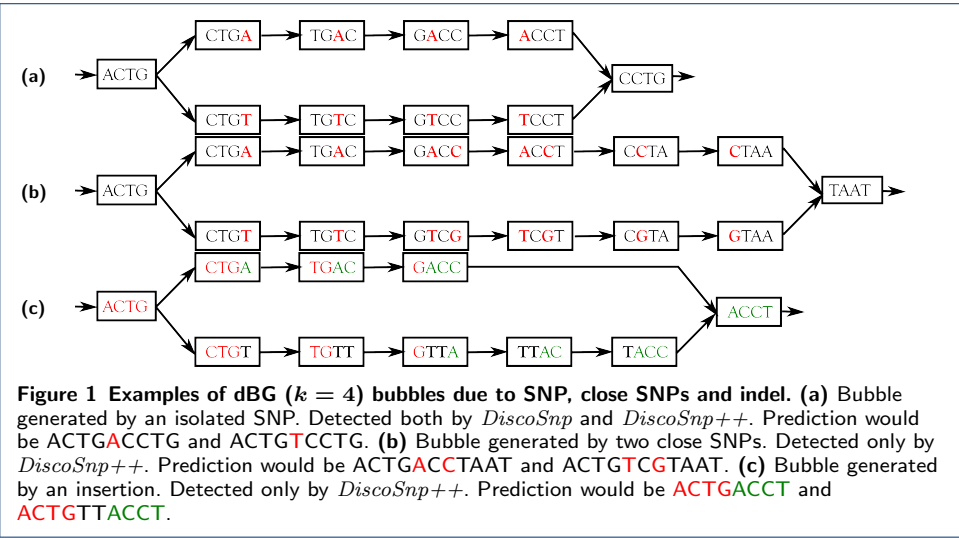 CTGA TGAC GACC ACCT
(a) ACTG CCTG
CTGT TGTC GTCC TCCT
CTGA TGAC GACC ACCT CCTA CTAA
(b) ACTG TAAT
CTGT TGTC GTCG TCGT CGTA GTAA
CTGA TGAC GACC
(c) ACTG ACCT
CTGT TGTT GTTA TTAC TACC
Figure 1 Examples of dBG (k = 4) bubbles due to SNP, close SNPs and indel. (a) Bubble
generated by an isolated SNP. Detected both by DiscoSnp and DiscoSnp++. Prediction would
be ACTGACCTG and ACTGTCCTG. (b) Bubble generated by two close SNPs. Detected only by
DiscoSnp++. Prediction would be ACTGACCTAAT and ACTGTCGTAAT. (c) Bubble generated
by an insertion. Detected only by DiscoSnp++. Prediction would be ACTGACCT and
ACTGTTACCT.